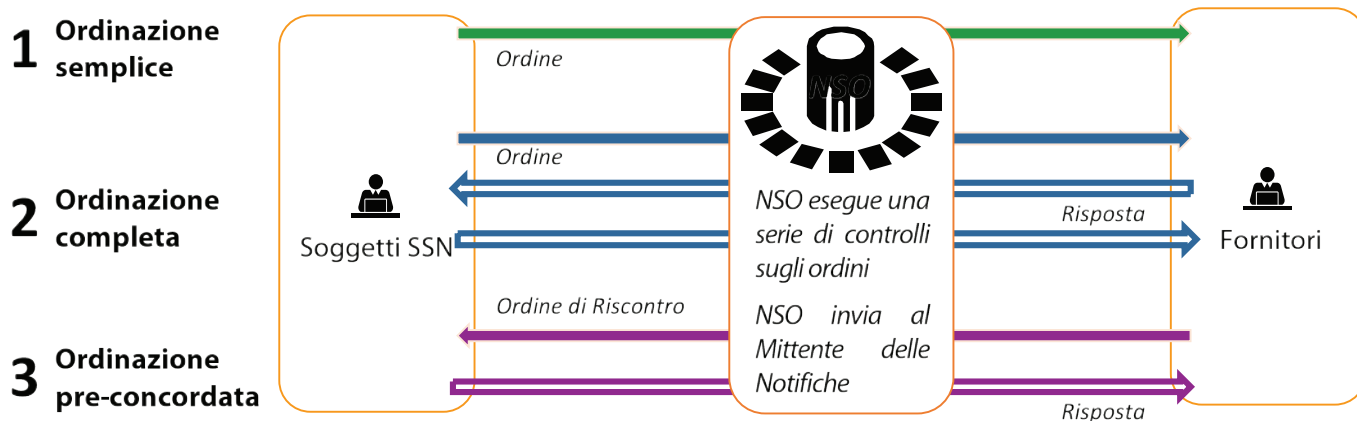 1 Ordinazione
semplice
Ordine
NSO
Ordine
2 Ordinazione
completa
Soggetti SSN
NSO esegue una
serie di controlli
sugli ordini
Risposta
Fornitori
Ordine di Riscontro
NSO invia al
Mittente delle
Notifiche
3 Ordinazione
pre-concordata
Risposta